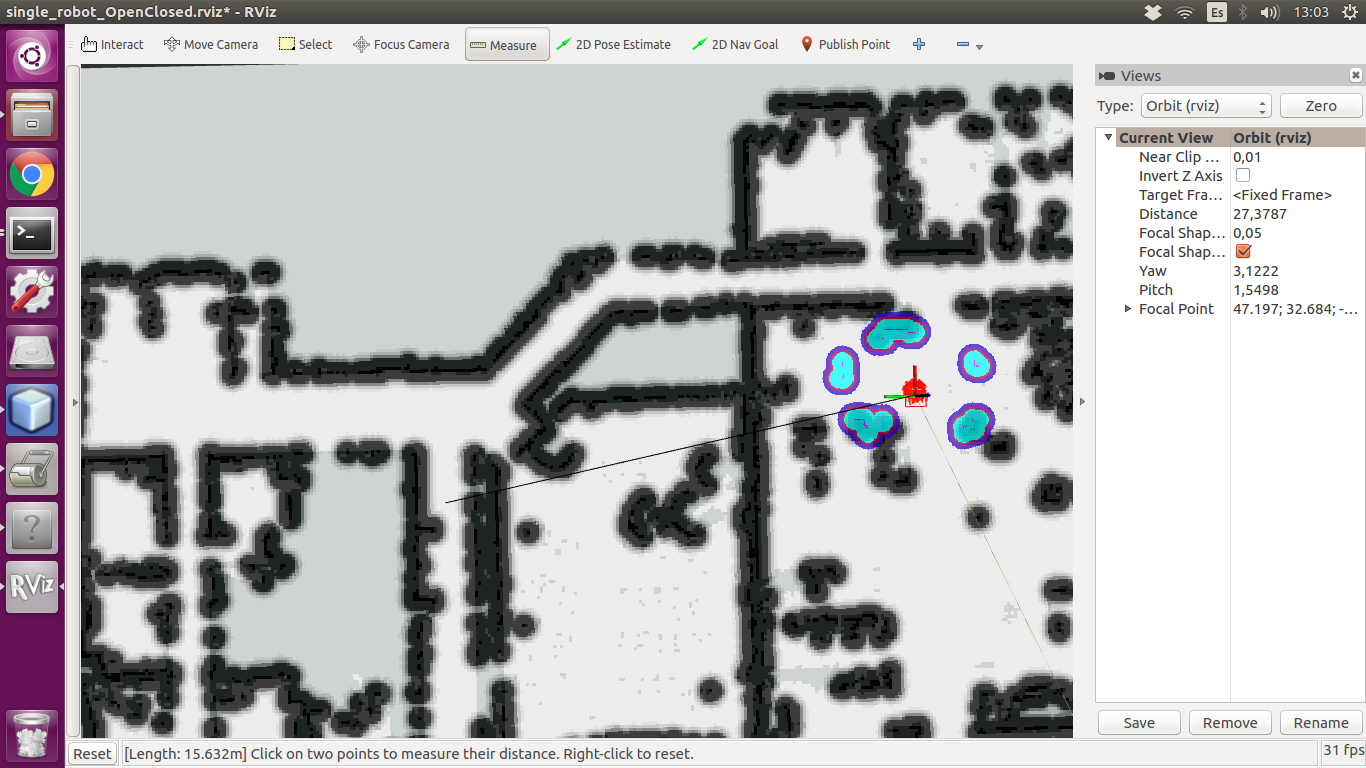 single_robot_OpenClosed.rviz* - RViz
Es
13:03
Interact Move Camera Select Focus Camera Measure 2D Pose Estimate 2D Nav Goal Publish Point
Views
Type: Orbit (rviz) Zero
Current View Orbit (rviz)
Near Clip ... 0,01
Invert Z Axis
Target Fra... <Fixed Frame>
Distance 27,3787
Focal Shap... 0,05
Focal Shap...
Yaw 3,1222
Pitch 1,5498
Focal Point 47.197; 32.684; -...
RViz
Save Remove Rename
Reset [Length: 15.632m] Click on two points to measure their distance. Right-click to reset. 31 fps